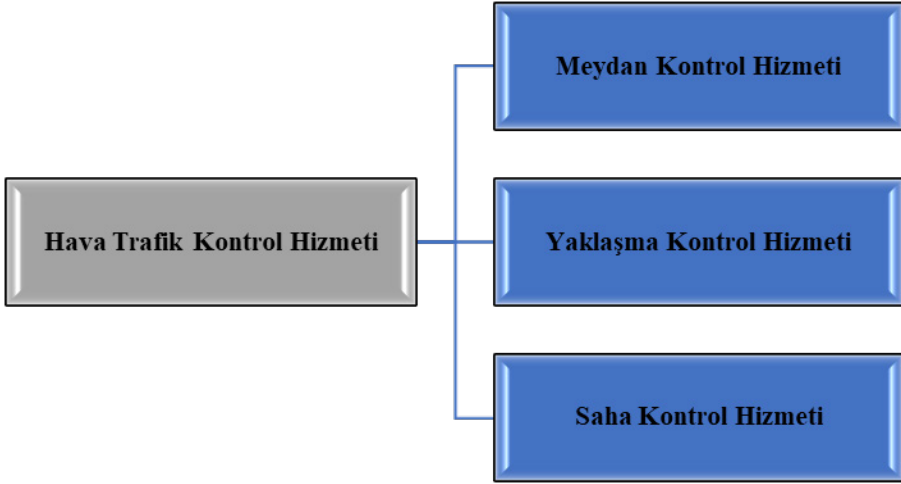 Meydan Kontrol Hizmeti
Hava Trafik Kontrol Hizmeti
Yaklaşma Kontrol Hizmeti
Saha Kontrol Hizmeti